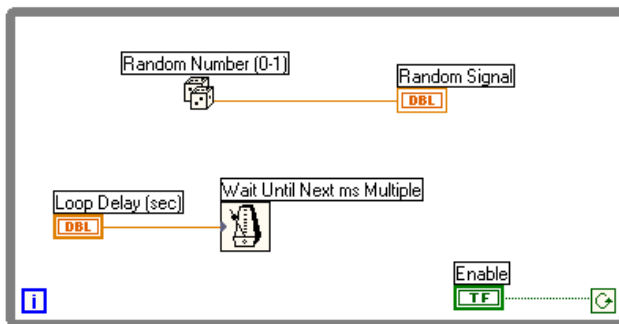 Random Number (0-1)
Random Signal
DBL
Loop Delay (sec)
DBL
Wait Until Next ms Multiple
Enable
TF
i